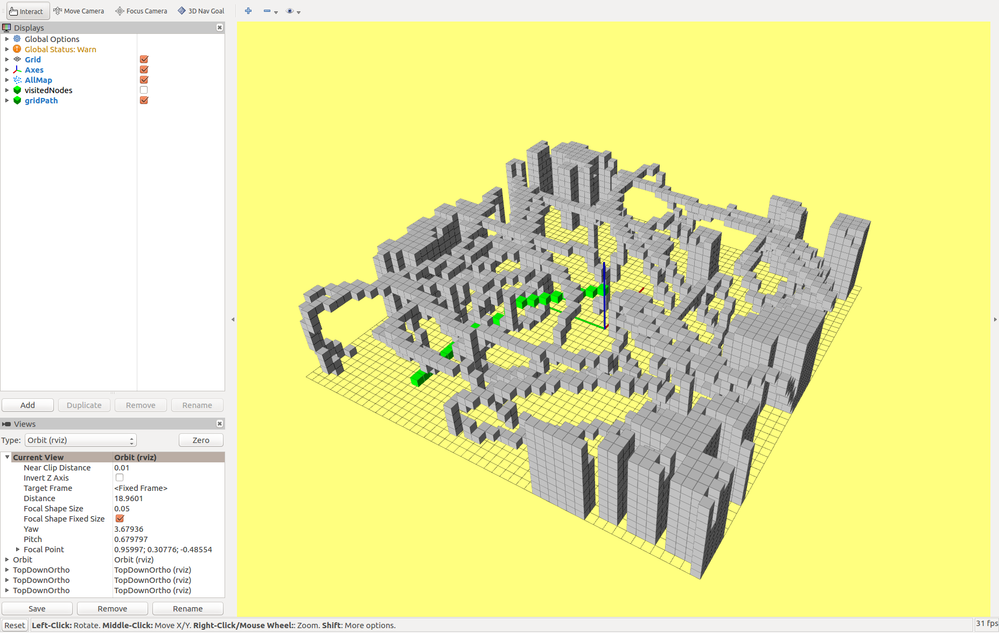 Interact Move Camera Focus Camera 3D Nav Goal
Displays
Global Options
Global Status: Warn
Grid
Axes
AllMap
visitedNodes
gridPath
Add Duplicate Remove Rename
Views
Type: Orbit (rviz) Zero
Current View Orbit (rviz)
Near Clip Distance 0.01
Invert Z Axis
Target Frame <Fixed Frame>
Distance 18.9601
Focal Shape Size 0.05
Focal Shape Fixed Size
Yaw 3.67936
Pitch 0.679797
Focal Point 0.95997; 0.30776; -0.48554
Orbit Orbit (rviz)
TopDownOrtho TopDownOrtho (rviz)
TopDownOrtho TopDownOrtho (rviz)
TopDownOrtho TopDownOrtho (rviz)
Save Remove Rename
Reset Left-Click: Rotate. Middle-Click: Move X/Y. Right-Click/Mouse Wheel:: Zoom. Shift: More options. 31 fps